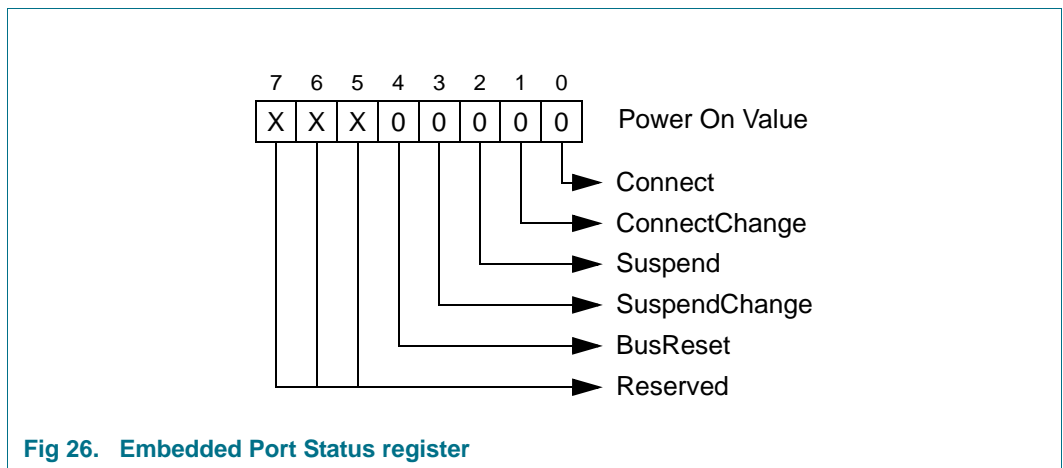 7 6 5 4 3 2 1 0
X X X 0 0 0 0 0 Power On Value
Connect
ConnectChange
Suspend
SuspendChange
BusReset
Reserved
Fig 26. Embedded Port Status register